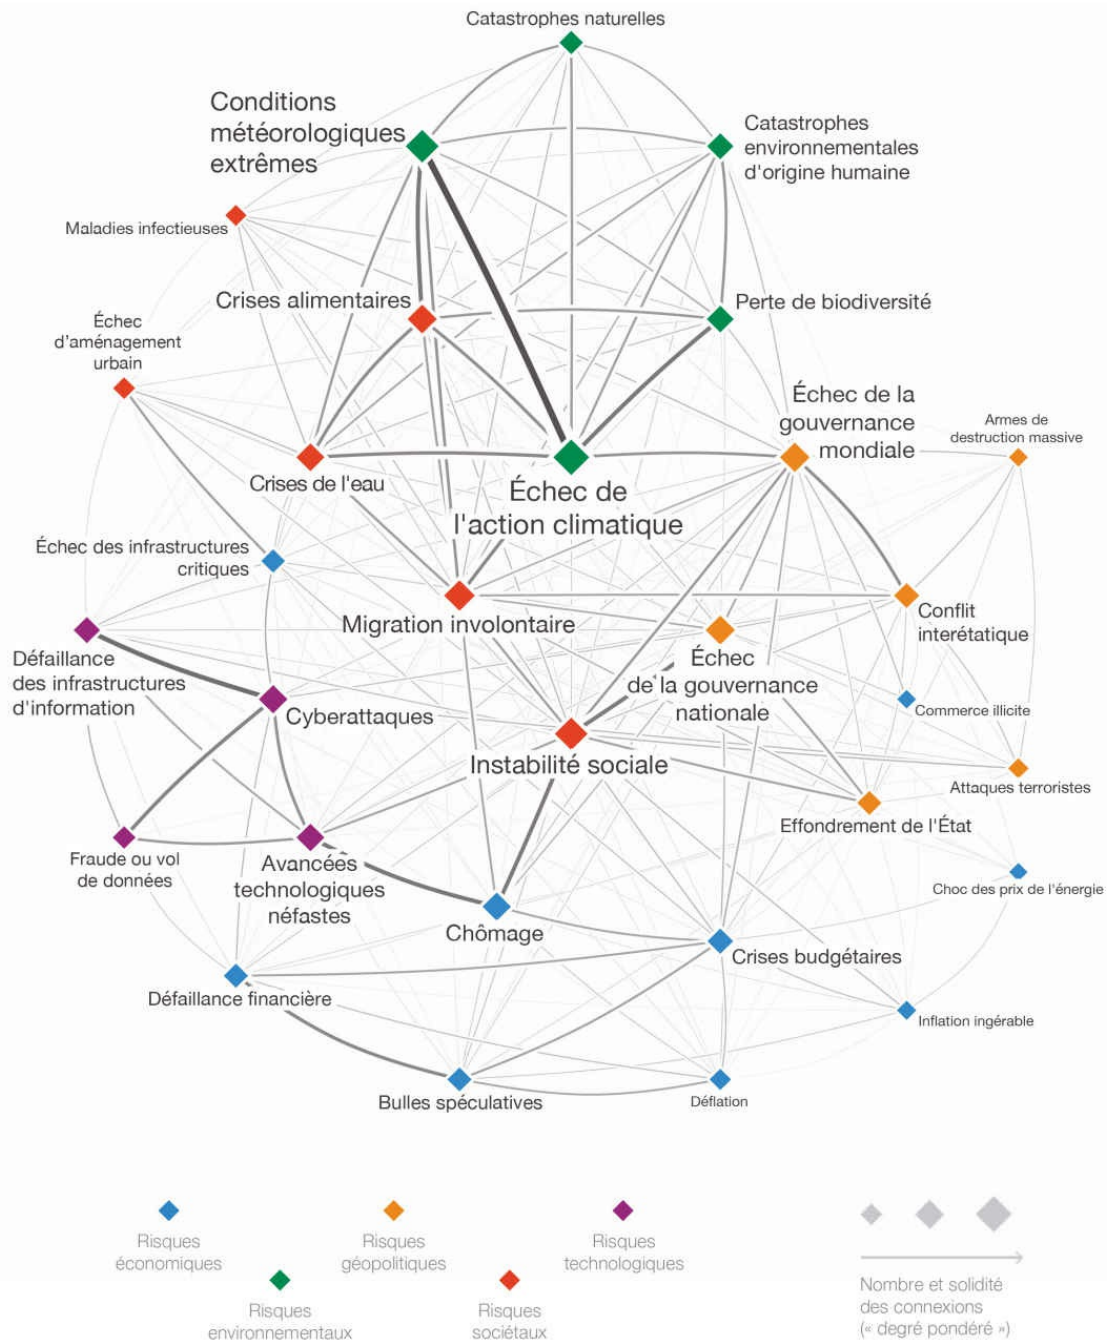 Catastrophes naturelles
Conditions
météorologiques
extrêmes
Catastrophes
environnementales
d'origine humaine
Maladies infectieuses
Crises alimentaires
Perte de biodiversité
Échec
d'aménagement
urbain
Échec de la
gouvernance
mondiale
Armes de
destruction massive
Crises de l'eau
Échec de
l'action climatique
Échec des infrastructures
critiques
Migration involontaire
Conflit
interétatique
Défaillance
des infrastructures
d'information
Échec
de la gouvernance
nationale
Cyberattaques
Commerce illicite
Instabilité sociale
Attaques terroristes
Effondrement de l'État
Fraude ou vol
de données
Avancées
technologiques
néfastes
Choc des prix de l'énergie
Chômage
Crises budgétaires
Défaillance financière
Inflation ingérable
Bulles spéculatives
Déflation
Risques
économiques
Risques
géopolitiques
Risques
technologiques
Risques
environnementaux
Risques
sociétaux
Nombre et solidité
des connexions
(« degré pondéré »)